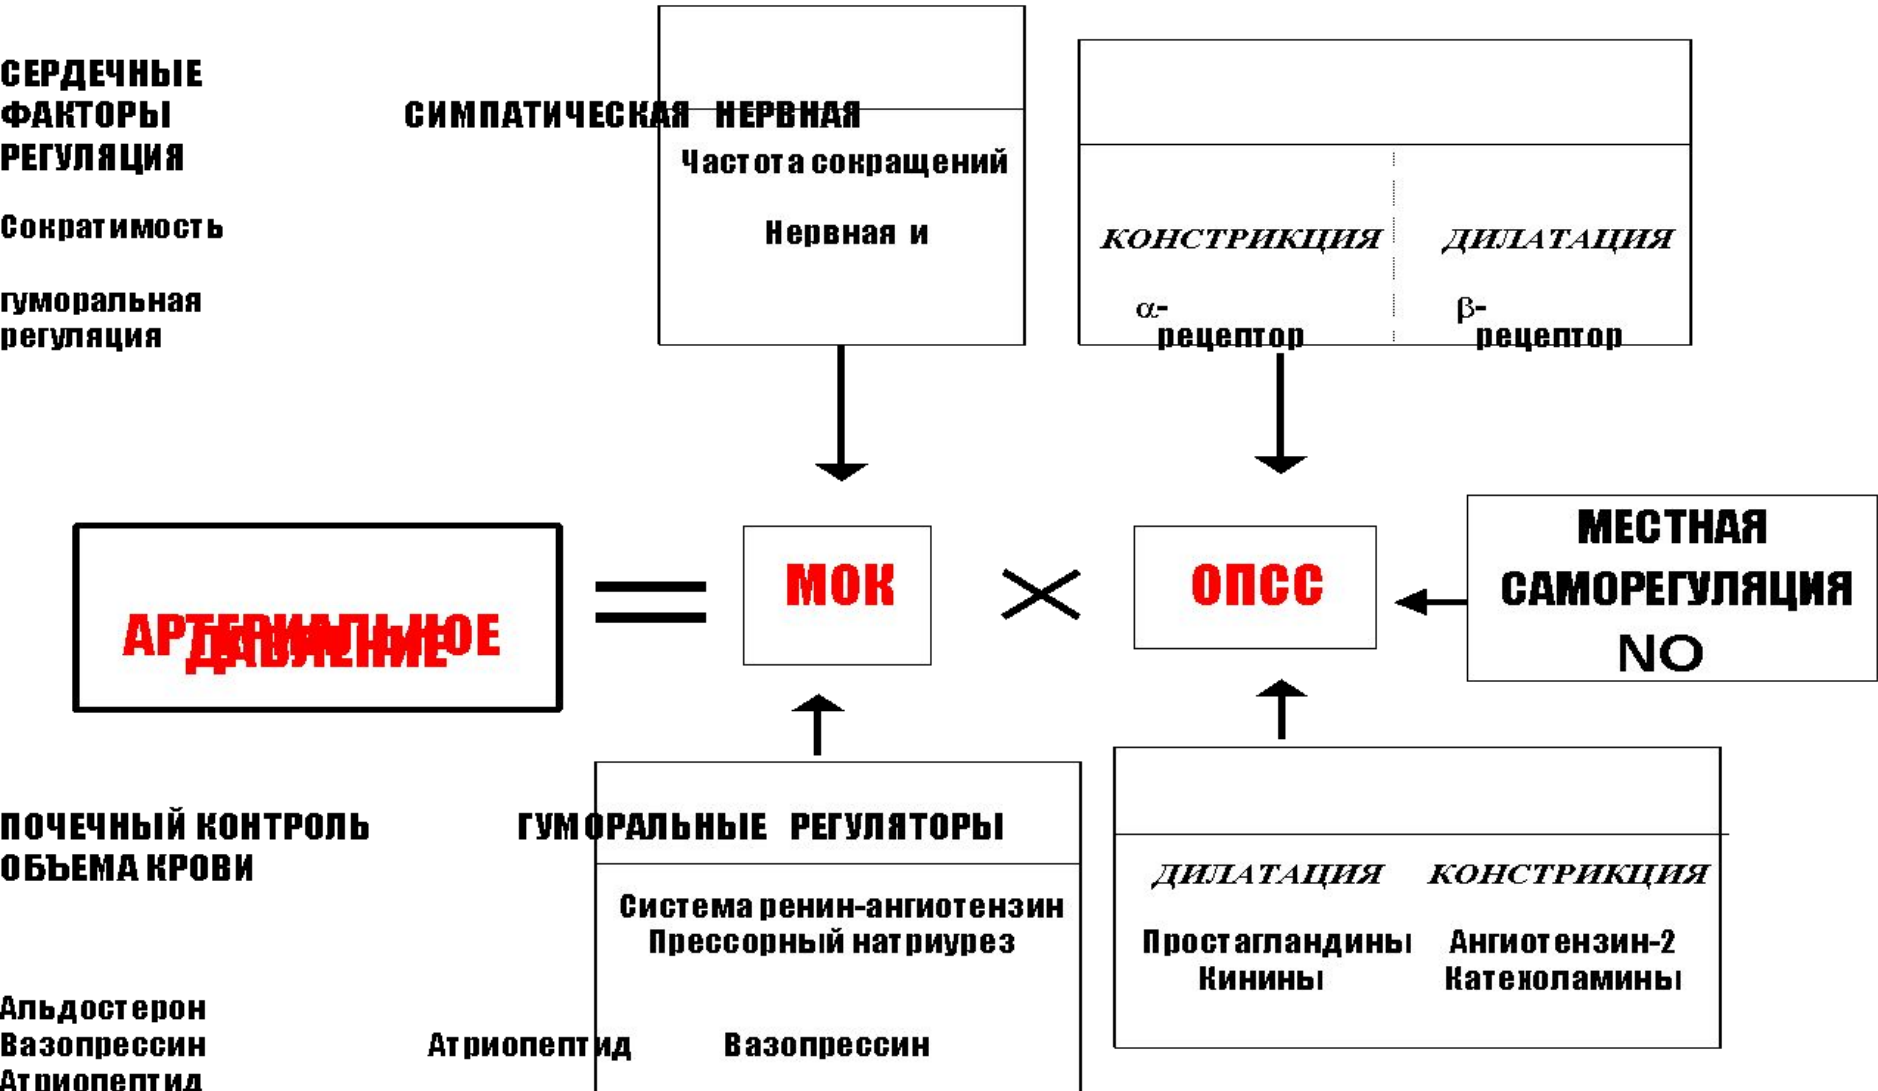 СЕРДЕЧНЫЕ
ФАКТОРЫ СИМПАТИЧЕСКАЯ НЕРВНАЯ
РЕГУЛЯЦИЯ
Частота сокращений
Сократимость Нервная и
гуморальная
регуляция
КОНСТРИКЦИЯ ДИЛАТАЦИЯ
α- β-
рецептор рецептор
АРТЕРИАЛЬНОЕ
ДАВЛЕНИЕ
МОК
ОПСС
МЕСТНАЯ
САМОРЕГУЛЯЦИЯ
NO
ПОЧЕЧНЫЙ КОНТРОЛЬ ГУМОРАЛЬНЫЕ РЕГУЛЯТОРЫ
ОБЪЕМА КРОВИ
Система ренин-ангиотензин
Прессорный натриурез
Альдостерон
Вазопрессин Атриопептид Вазопрессин
Атриопептид
ДИЛАТАЦИЯ КОНСТРИКЦИЯ
Простагландины Ангиотензин-2
Кинины Катехоламины